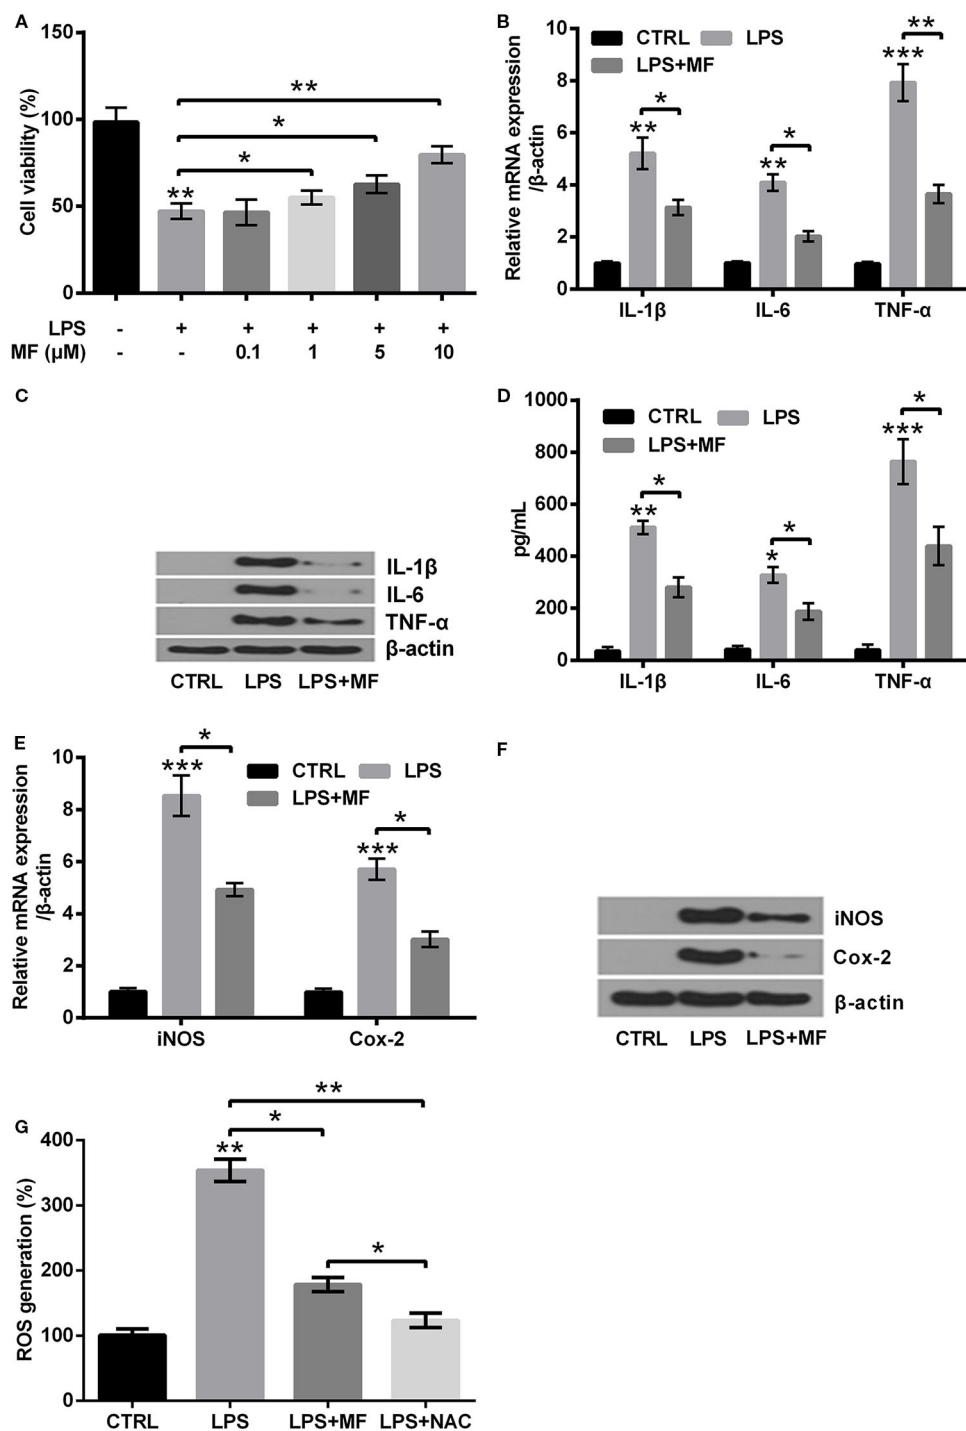 A
Cell viability (%)
150
100
50
0
**
*
*
**
LPS - + + + + +
MF (µM) - - 0.1 1 5 10
B
Relative mRNA expression
/β-actin
10
8
6
4
2
0
CTRL LPS
LPS+MF
** *
** *
*** **
IL-1β IL-6 TNF-α
C
IL-1β
IL-6
TNF-α
β-actin
CTRL LPS LPS+MF
D
pg/mL
1000
800
600
400
200
0
CTRL LPS
LPS+MF
** *
* *
*** *
IL-1β IL-6 TNF-α
E
Relative mRNA expression
/β-actin
10
8
6
4
2
0
CTRL LPS
LPS+MF
*** *
*** *
iNOS Cox-2
F
iNOS
Cox-2
β-actin
CTRL LPS LPS+MF
G
ROS generation (%)
400
300
200
100
0
**
*
**
*
CTRL LPS LPS+MF LPS+NAC